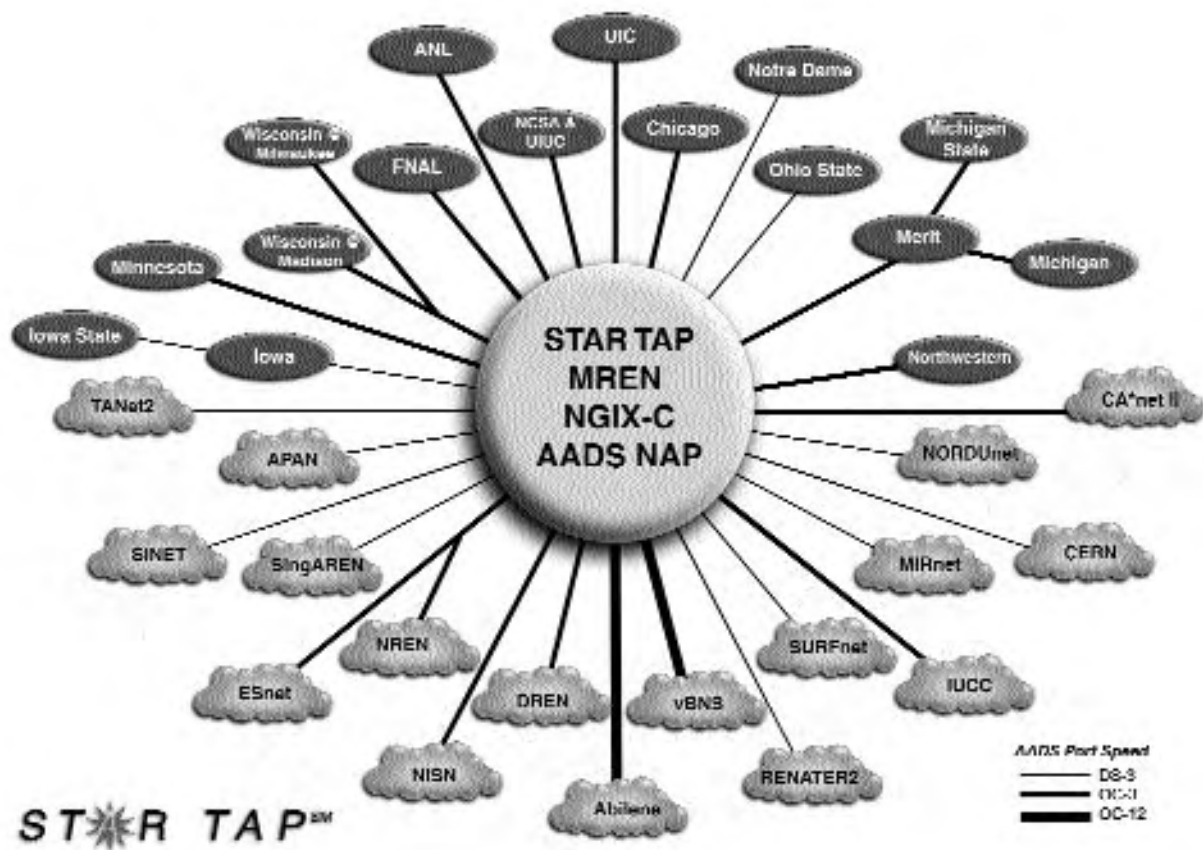 UIC
ANL
Notre Dame
NCSA &
UIUC
Chicago
Michigan
State
Wisconsin @
Milwaukee
FNAL
Ohio State
Wisconsin @
Madison
Merit
Minnesota
Michigan
Iowa State
Iowa
STAR TAP
MREN
NGIX-C
AADS NAP
Northwestern
TANet2
CA*net II
APAN
NORDUnet
SINET
SingAREN
MIRnet
CERN
NREN
SURFnet
ESnet
DREN
vBNS
IUCC
NISN
Abilene
RENATER2
AADS Port Speed
DS-3
OC-3
OC-12
STAR TAP SM